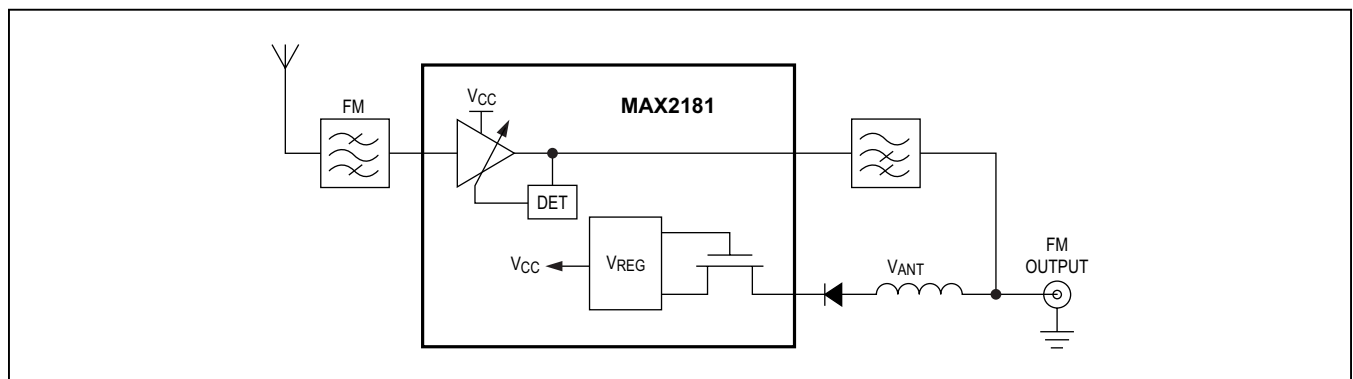 FM
VCC
MAX2181
DET
VCC
VREG
VANT
FM
OUTPUT